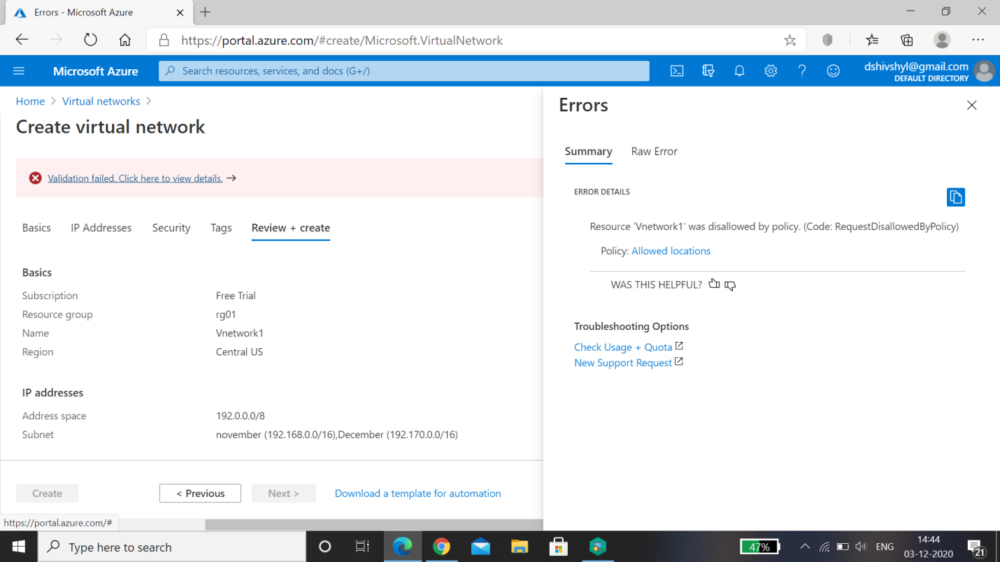 Errors - Microsoft Azure
https://portal.azure.com/#create/Microsoft.VirtualNetwork
Microsoft Azure
Search resources, services, and docs (G+/)
dshivshyl@gmail.com
DEFAULT DIRECTORY
Home > Virtual networks >
Create virtual network
Validation failed. Click here to view details. →
Basics IP Addresses Security Tags Review + create
Basics
Subscription Free Trial
Resource group rg01
Name Vnetwork1
Region Central US
IP addresses
Address space 192.0.0.0/8
Subnet november (192.168.0.0/16),December (192.170.0.0/16)
Create < Previous Next > Download a template for automation
https://portal.azure.com/#
Errors
Summary Raw Error
ERROR DETAILS
Resource 'Vnetwork1' was disallowed by policy. (Code: RequestDisallowedByPolicy)
Policy: Allowed locations
WAS THIS HELPFUL?
Troubleshooting Options
Check Usage + Quota
New Support Request
Type here to search
47%
ENG
14:44
03-12-2020
21